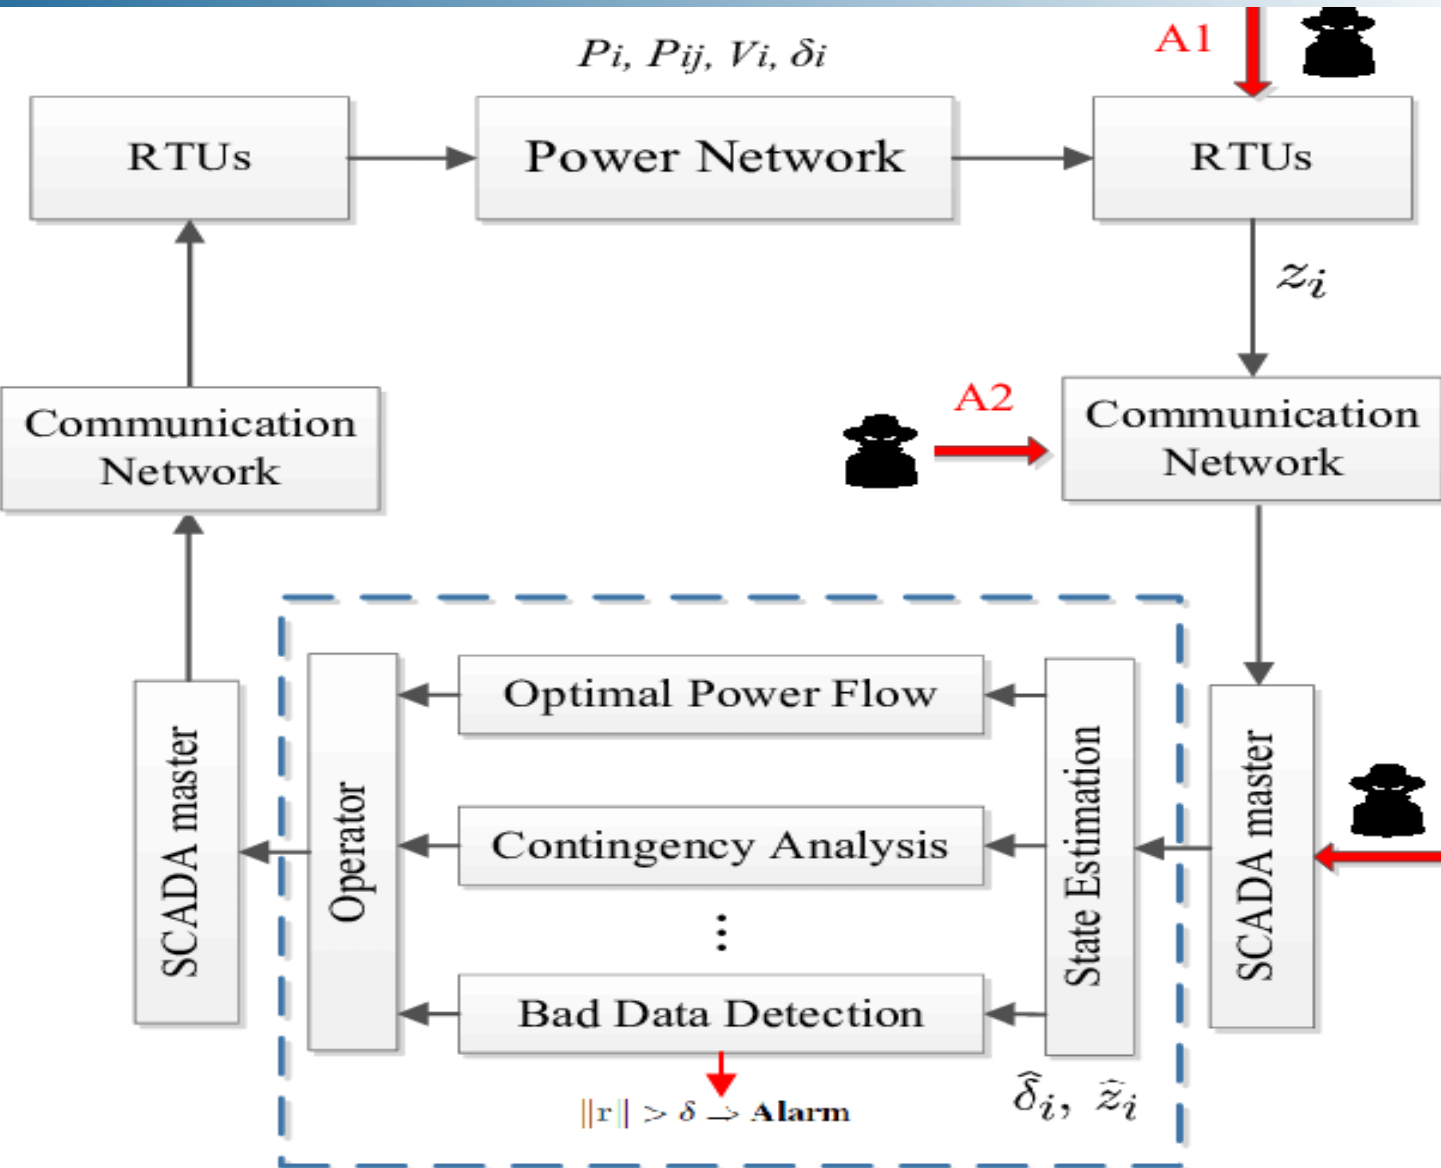 Pi, Pij, Vi, δi
A1
RTUs
Power Network
RTUs
zᵢ
A2
Communication
Network
Communication
Network
Optimal Power Flow
Contingency Analysis
⋮
Bad Data Detection
Operator
State Estimation
SCADA master
SCADA master
δ̂ᵢ, ẑᵢ
||r|| > δ → Alarm